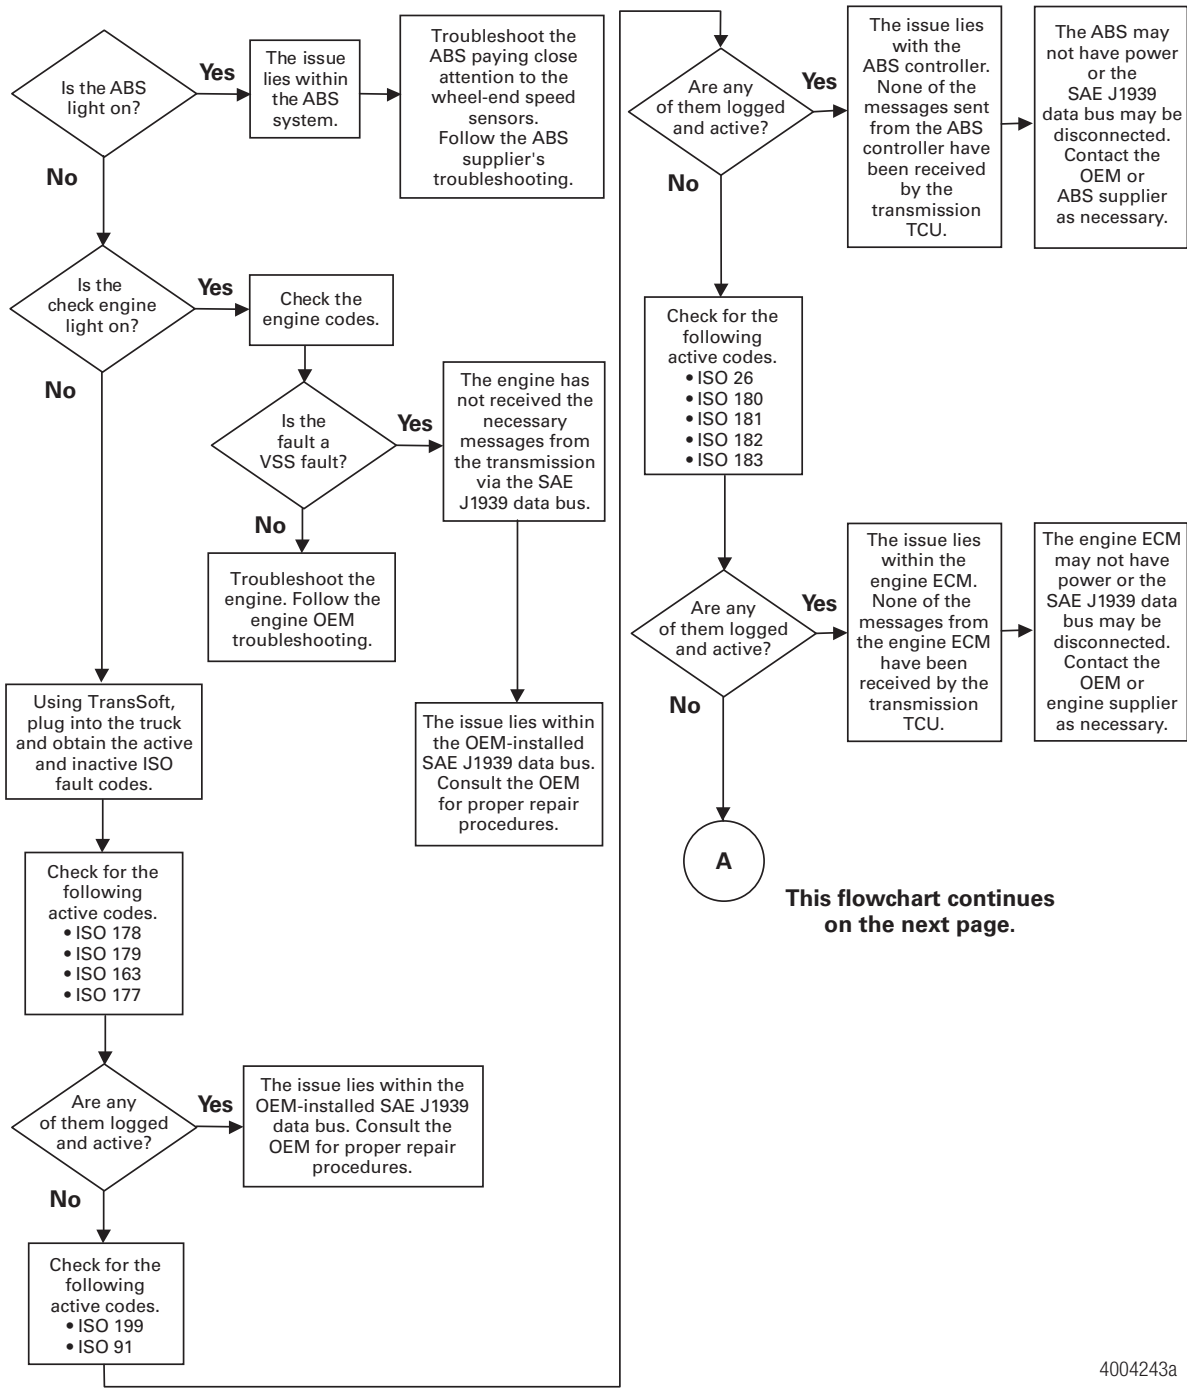 Is the ABS
light on?
Yes
The issue
lies within
the ABS
system.
Troubleshoot the
ABS paying close
attention to the
wheel-end speed
sensors.
Follow the ABS
supplier's
troubleshooting.
No
Is the
check engine
light on?
Yes
Check the
engine codes.
No
Is the
fault a
VSS fault?
Yes
The engine has
not received the
necessary
messages from
the transmission
via the SAE
J1939 data bus.
No
Troubleshoot the
engine. Follow the
engine OEM
troubleshooting.
The issue lies within
the OEM-installed
SAE J1939 data bus.
Consult the OEM
for proper repair
procedures.
Using TransSoft,
plug into the truck
and obtain the active
and inactive ISO
fault codes.
Check for the
following
active codes.
• ISO 178
• ISO 179
• ISO 163
• ISO 177
Are any
of them logged
and active?
Yes
The issue lies within the
OEM-installed SAE J1939
data bus. Consult the
OEM for proper repair
procedures.
No
Check for the
following
active codes.
• ISO 199
• ISO 91
Are any
of them logged
and active?
Yes
The issue lies
with the
ABS controller.
None of the
messages sent
from the ABS
controller have
been received
by the
transmission
TCU.
The ABS may
not have power
or the
SAE J1939
data bus may be
disconnected.
Contact the
OEM or
ABS supplier
as necessary.
No
Check for the
following
active codes.
• ISO 26
• ISO 180
• ISO 181
• ISO 182
• ISO 183
Are any
of them logged
and active?
Yes
The issue lies
within the
engine ECM.
None of the
messages from
the engine ECM
have been
received by the
transmission
TCU.
The engine ECM
may not have
power or the
SAE J1939 data
bus may be
disconnected.
Contact the
OEM or
engine supplier
as necessary.
No
A
This flowchart continues
on the next page.
4004243a